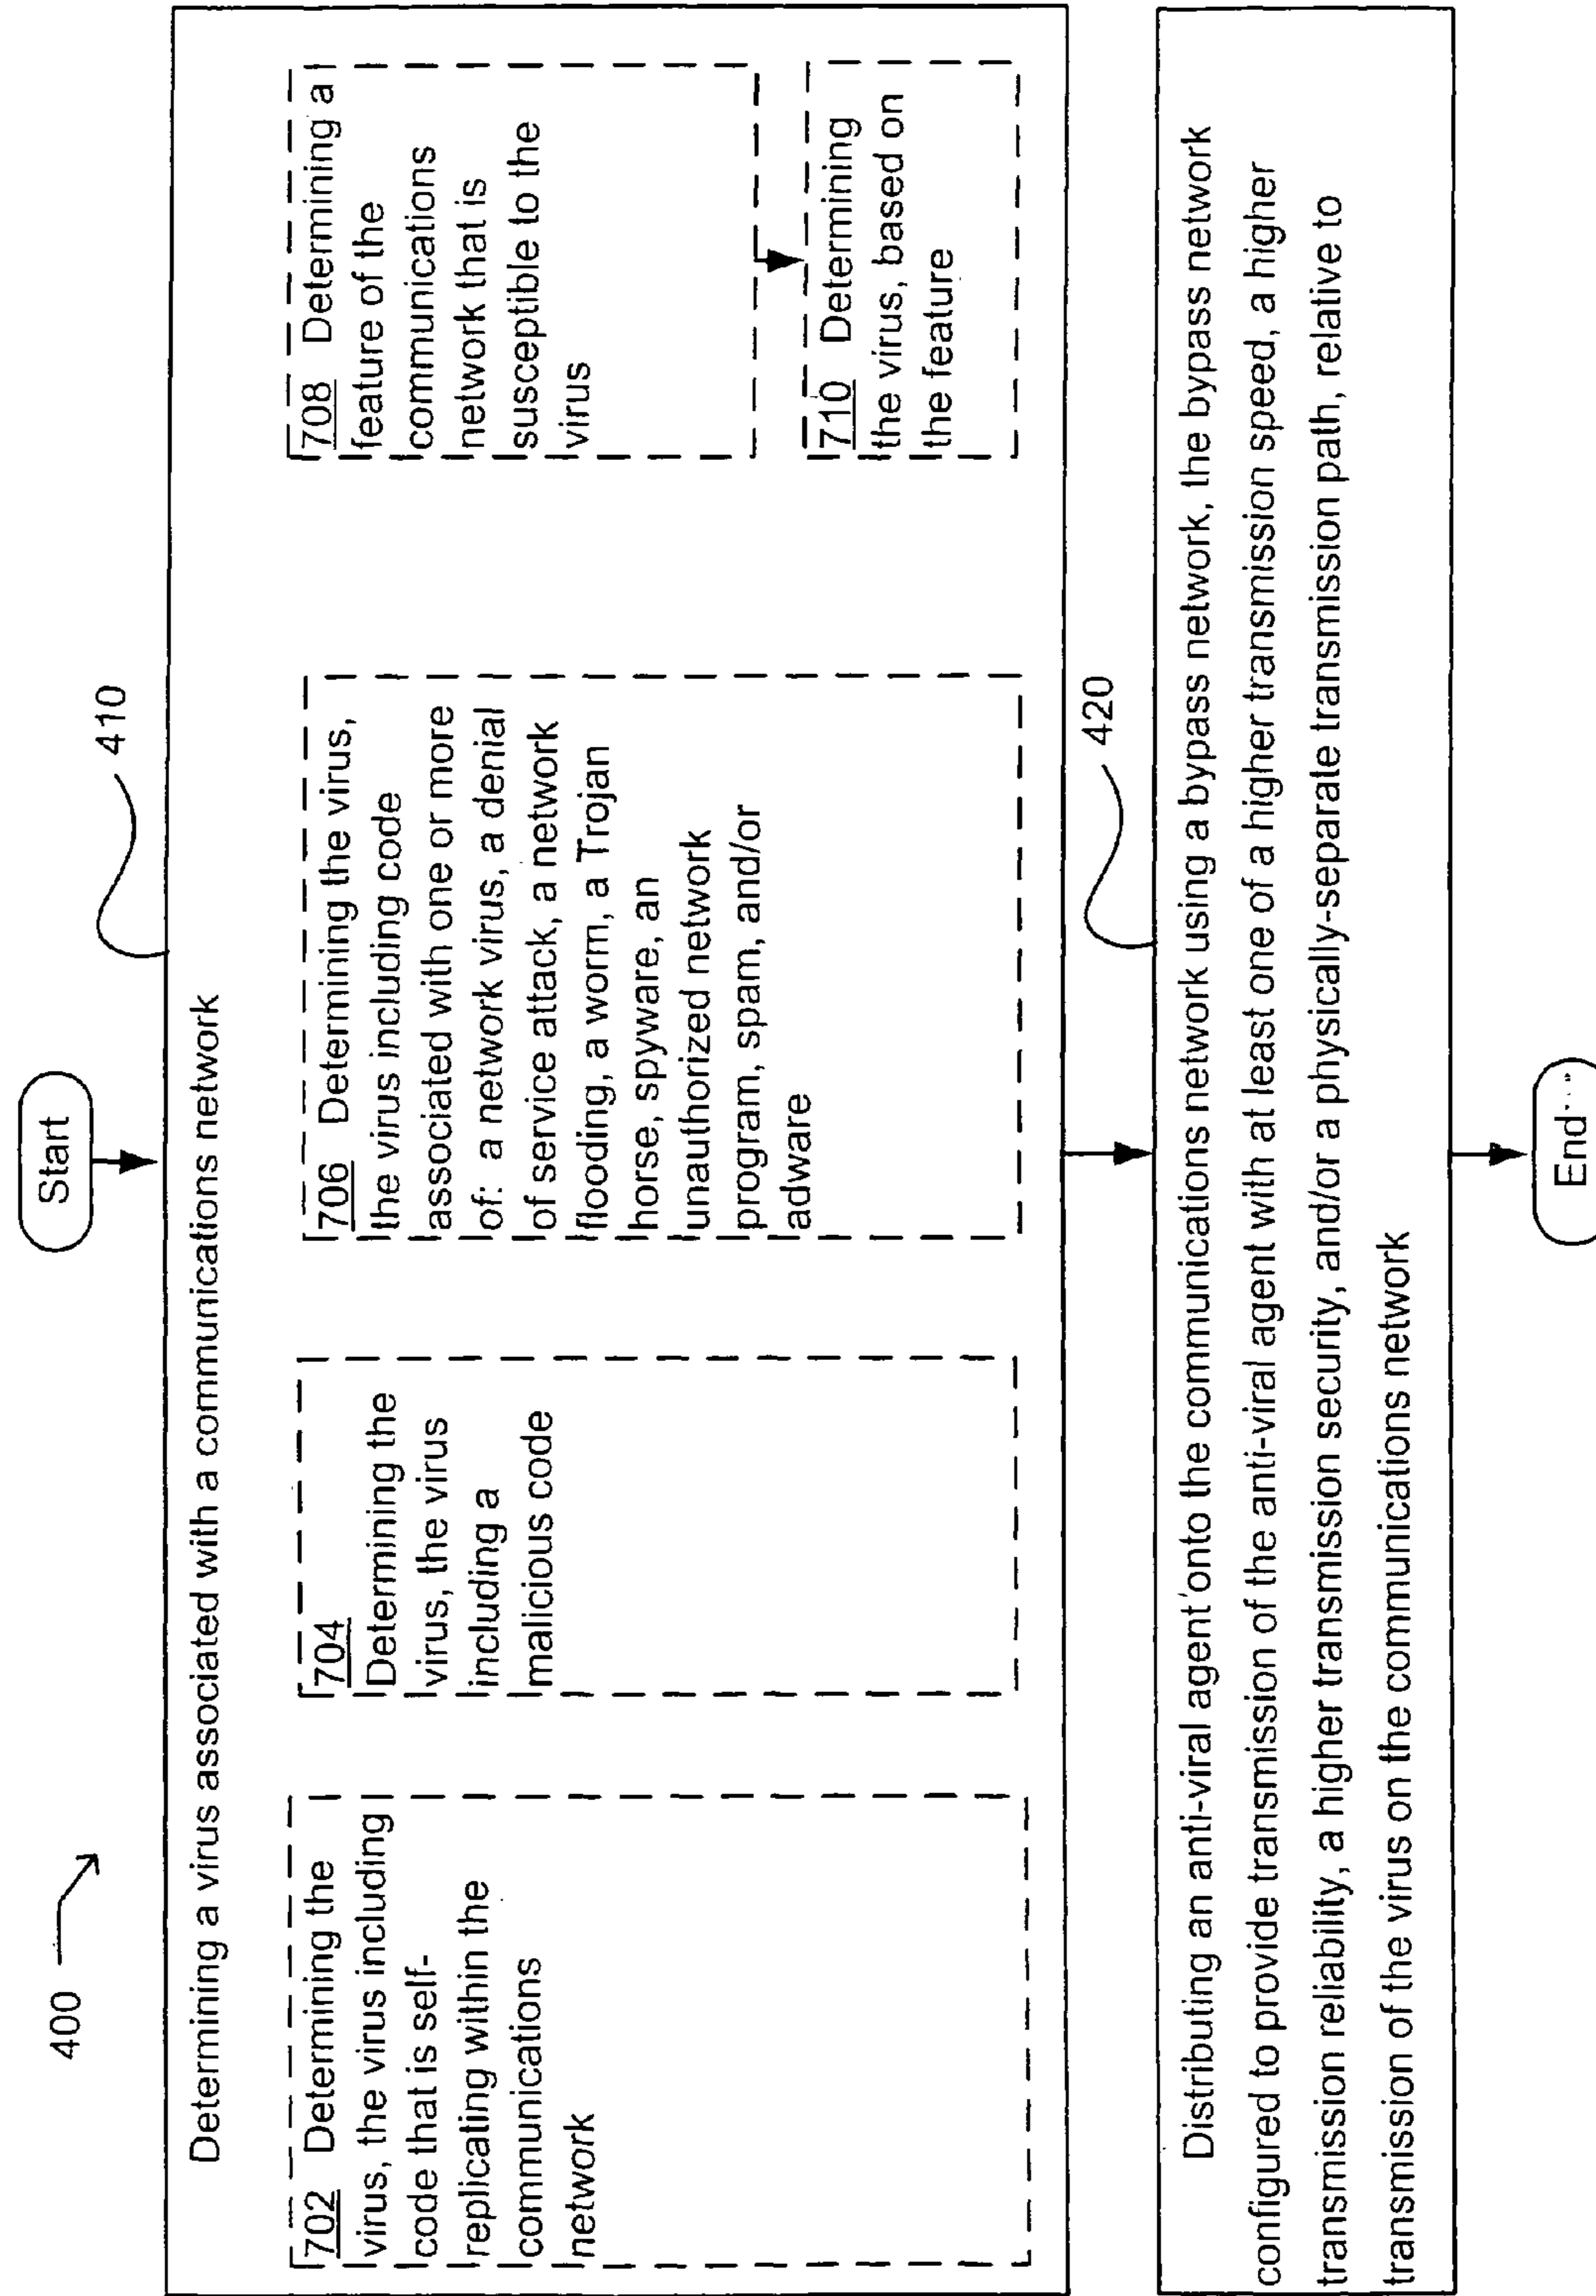 400
Start
410
Determining a virus associated with a communications network
702 Determining the
virus, the virus including
code that is self-
replicating within the
communications
network
704
Determining the
virus, the virus
including a
malicious code
706 Determining the virus,
the virus including code
associated with one or more
of: a network virus, a denial
of service attack, a network
flooding, a worm, a Trojan
horse, spyware, an
unauthorized network
program, spam, and/or
adware
708 Determining a
feature of the
communications
network that is
susceptible to the
virus
710 Determining
the virus, based on
the feature
420
Distributing an anti-viral agent onto the communications network using a bypass network, the bypass network
configured to provide transmission of the anti-viral agent with at least one of a higher transmission speed, a higher
transmission reliability, a higher transmission security, and/or a physically-separate transmission path, relative to
transmission of the virus on the communications network
End